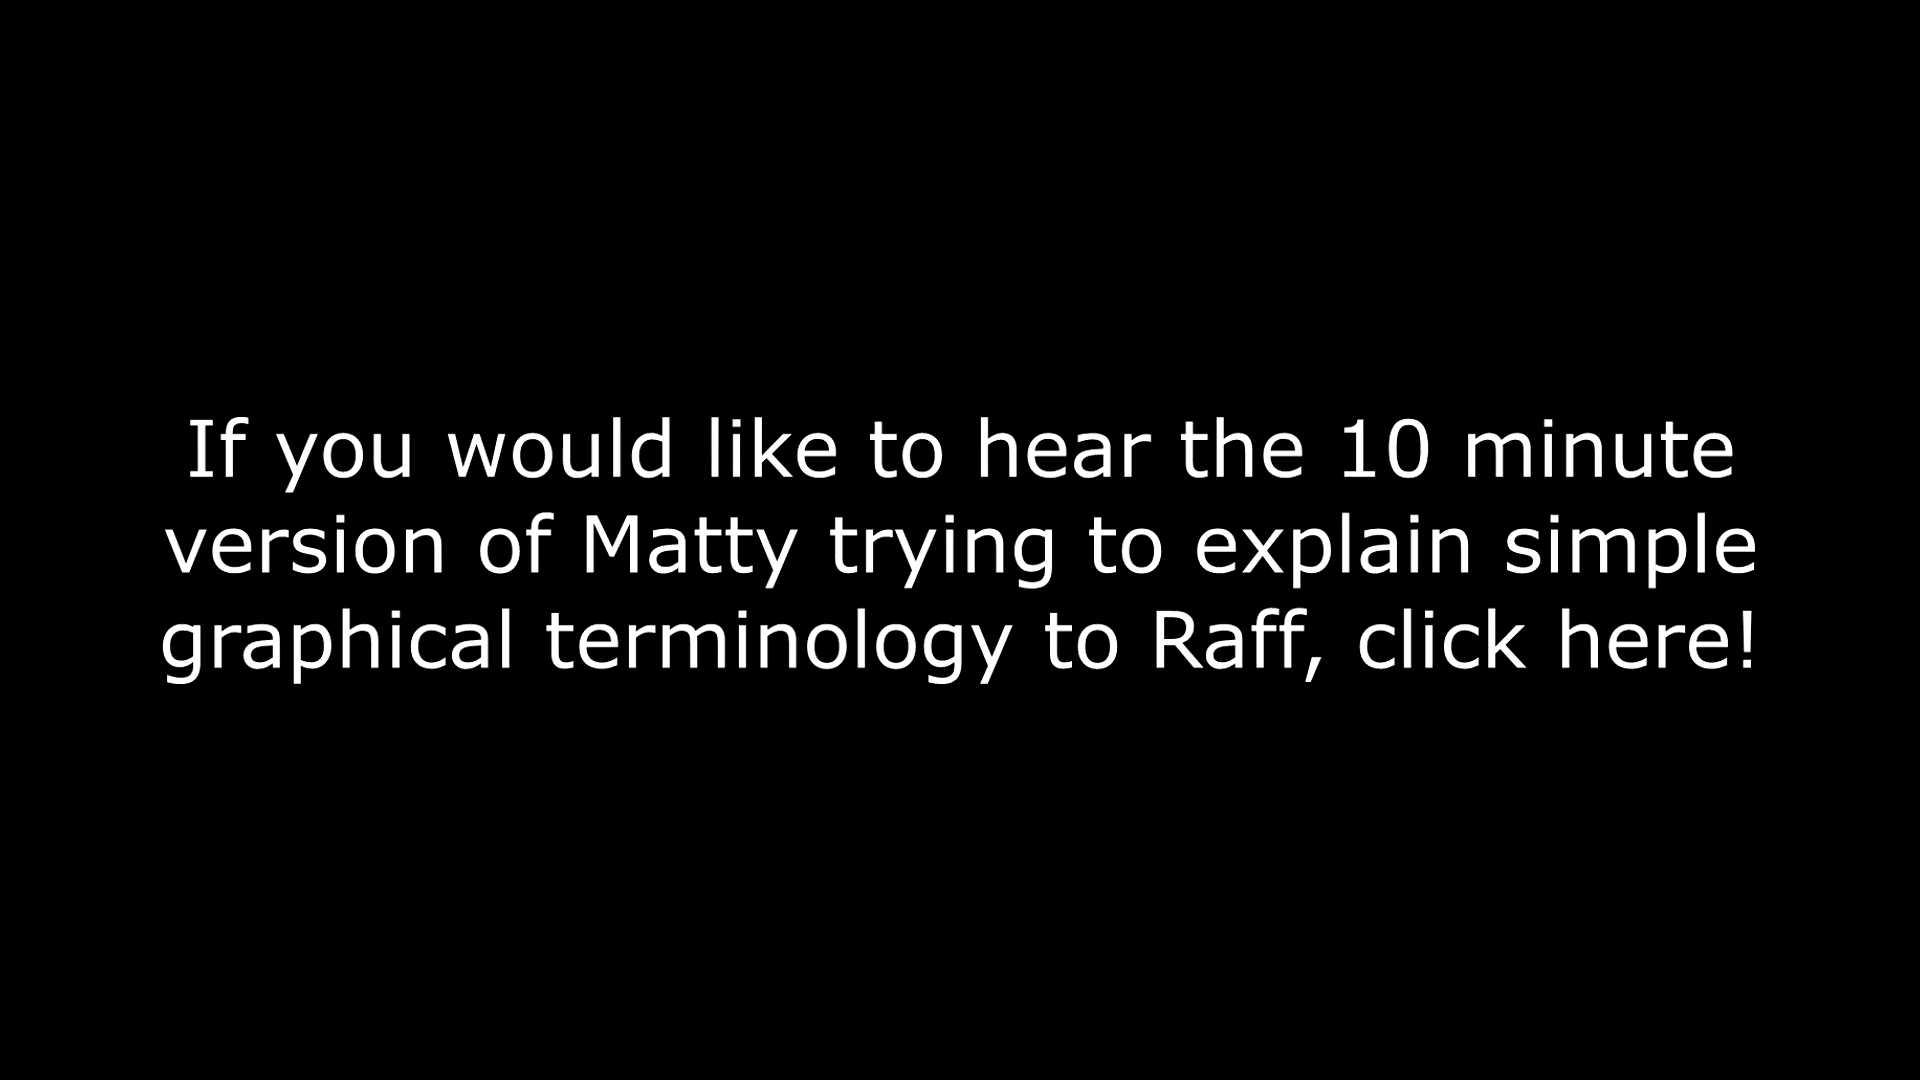 If you would like to hear the 10 minute
version of Matty trying to explain simple
graphical terminology to Raff, click here!